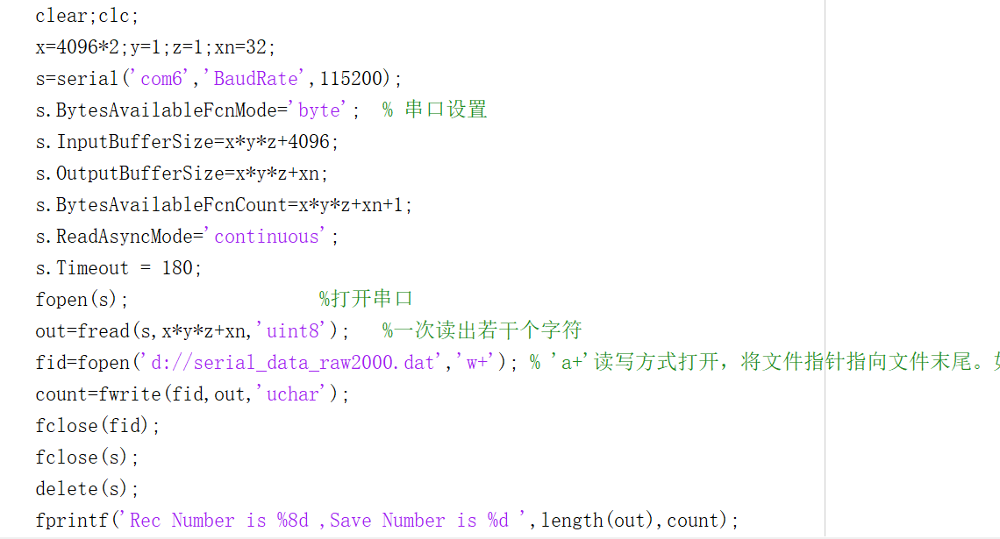 clear;clc;
x=4096*2;y=1;z=1;xn=32;
s=serial('com6','BaudRate',115200);
s.BytesAvailableFcnMode='byte';  % 串口设置
s.InputBufferSize=x*y*z+4096;
s.OutputBufferSize=x*y*z+xn;
s.BytesAvailableFcnCount=x*y*z+xn+1;
s.ReadAsyncMode='continuous';
s.Timeout = 180;
fopen(s);                  %打开串口
out=fread(s,x*y*z+xn,'uint8');   %一次读出若干个字符
fid=fopen('d://serial_data_raw2000.dat','w+'); % 'a+'读写方式打开，将文件指针指向文件末尾。
count=fwrite(fid,out,'uchar');
fclose(fid);
fclose(s);
delete(s);
fprintf('Rec Number is %8d ,Save Number is %d ',length(out),count);